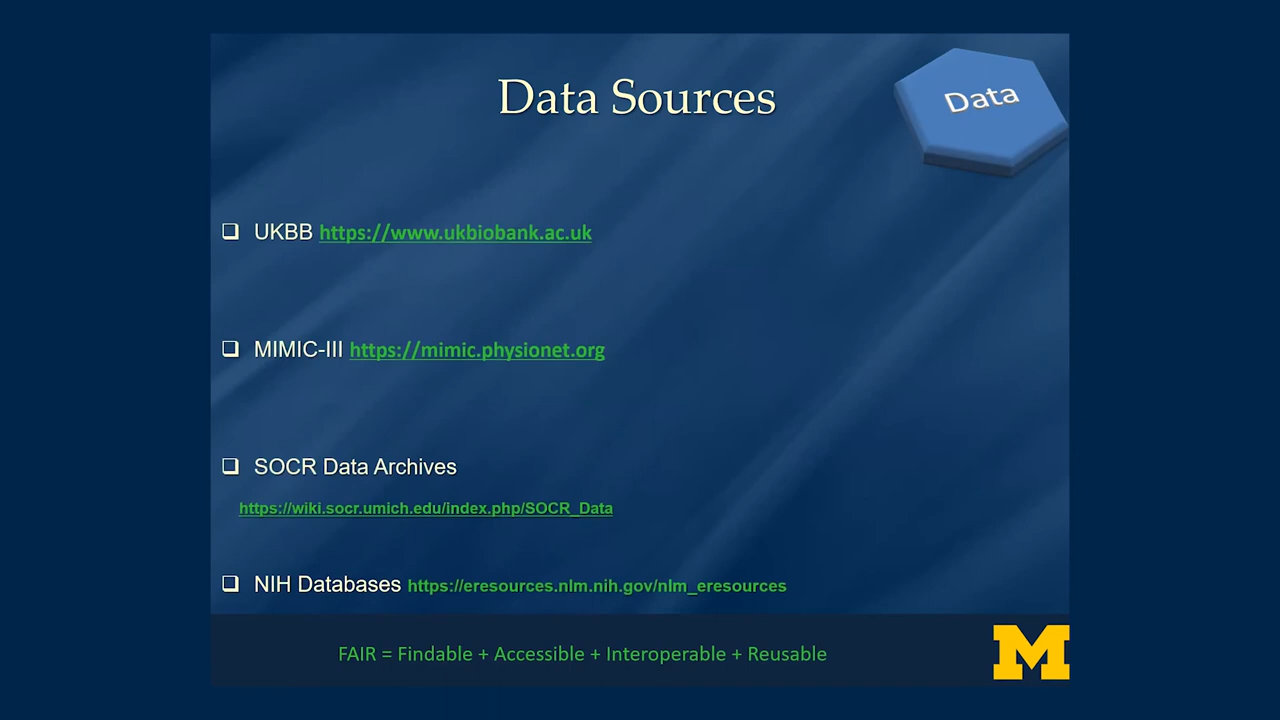 Data Sources
Data
❑ UKBB https://www.ukbiobank.ac.uk
❑ MIMIC-III https://mimic.physionet.org
❑ SOCR Data Archives
https://wiki.socr.umich.edu/index.php/SOCR_Data
❑ NIH Databases https://eresources.nlm.nih.gov/nlm_eresources
FAIR = Findable + Accessible + Interoperable + Reusable
M